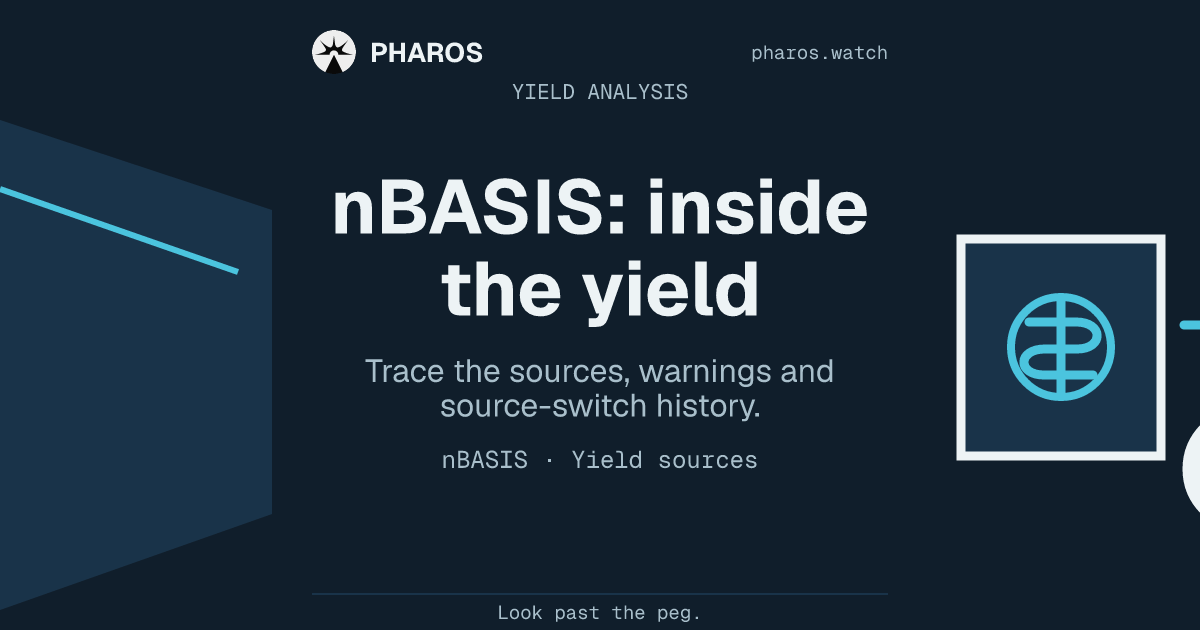 PHAROS
pharos.watch
YIELD ANALYSIS
nBASIS: inside
the yield
Trace the sources, warnings and
source-switch history.
nBASIS · Yield sources
Look past the peg.